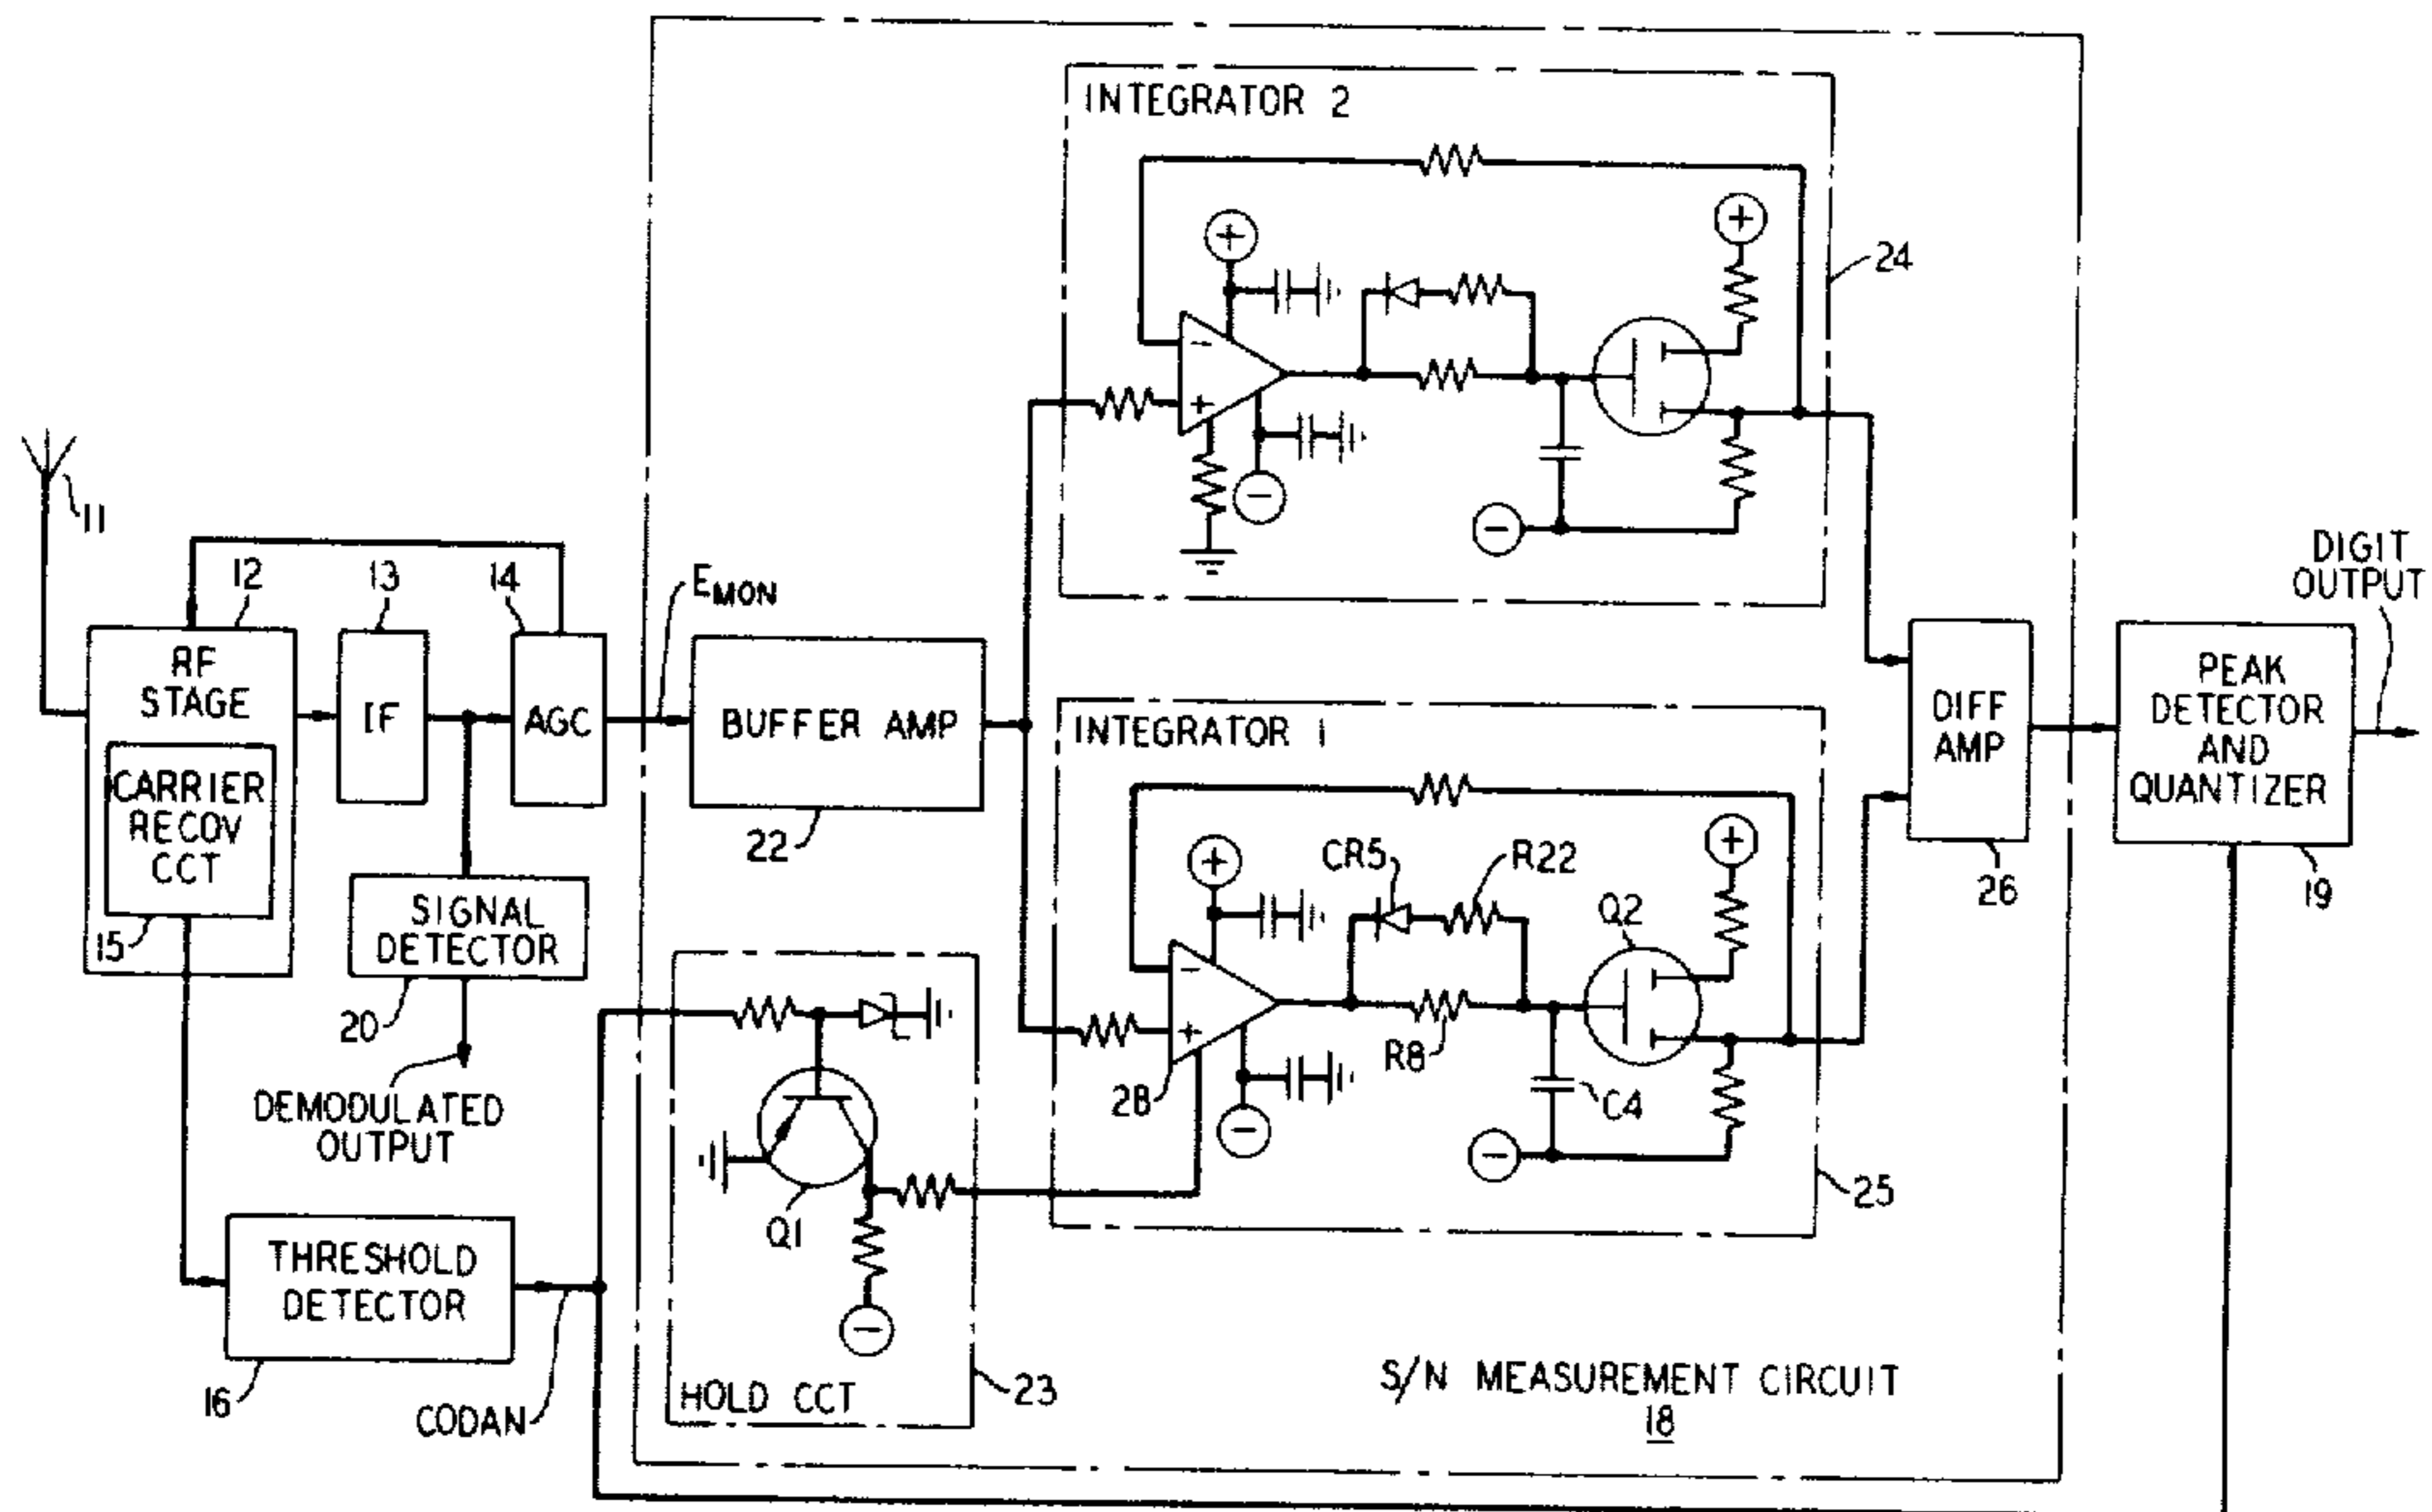 INTEGRATOR 2
+
+
24
-
+
-
-
11
12
13
14
EMON
DIGIT
OUTPUT
RF
STAGE
IF
AGC
BUFFER AMP
22
CARRIER
RECOV
CCT
15
SIGNAL
DETECTOR
20
DEMODULATED
OUTPUT
INTEGRATOR 1
+
+
CR5
R22
Q2
-
+
28
R8
C4
-
-
25
DIFF
AMP
26
PEAK
DETECTOR
AND
QUANTIZER
19
Q1
-
HOLD CCT
23
THRESHOLD
DETECTOR
16
CODAN
S/N MEASUREMENT CIRCUIT
18